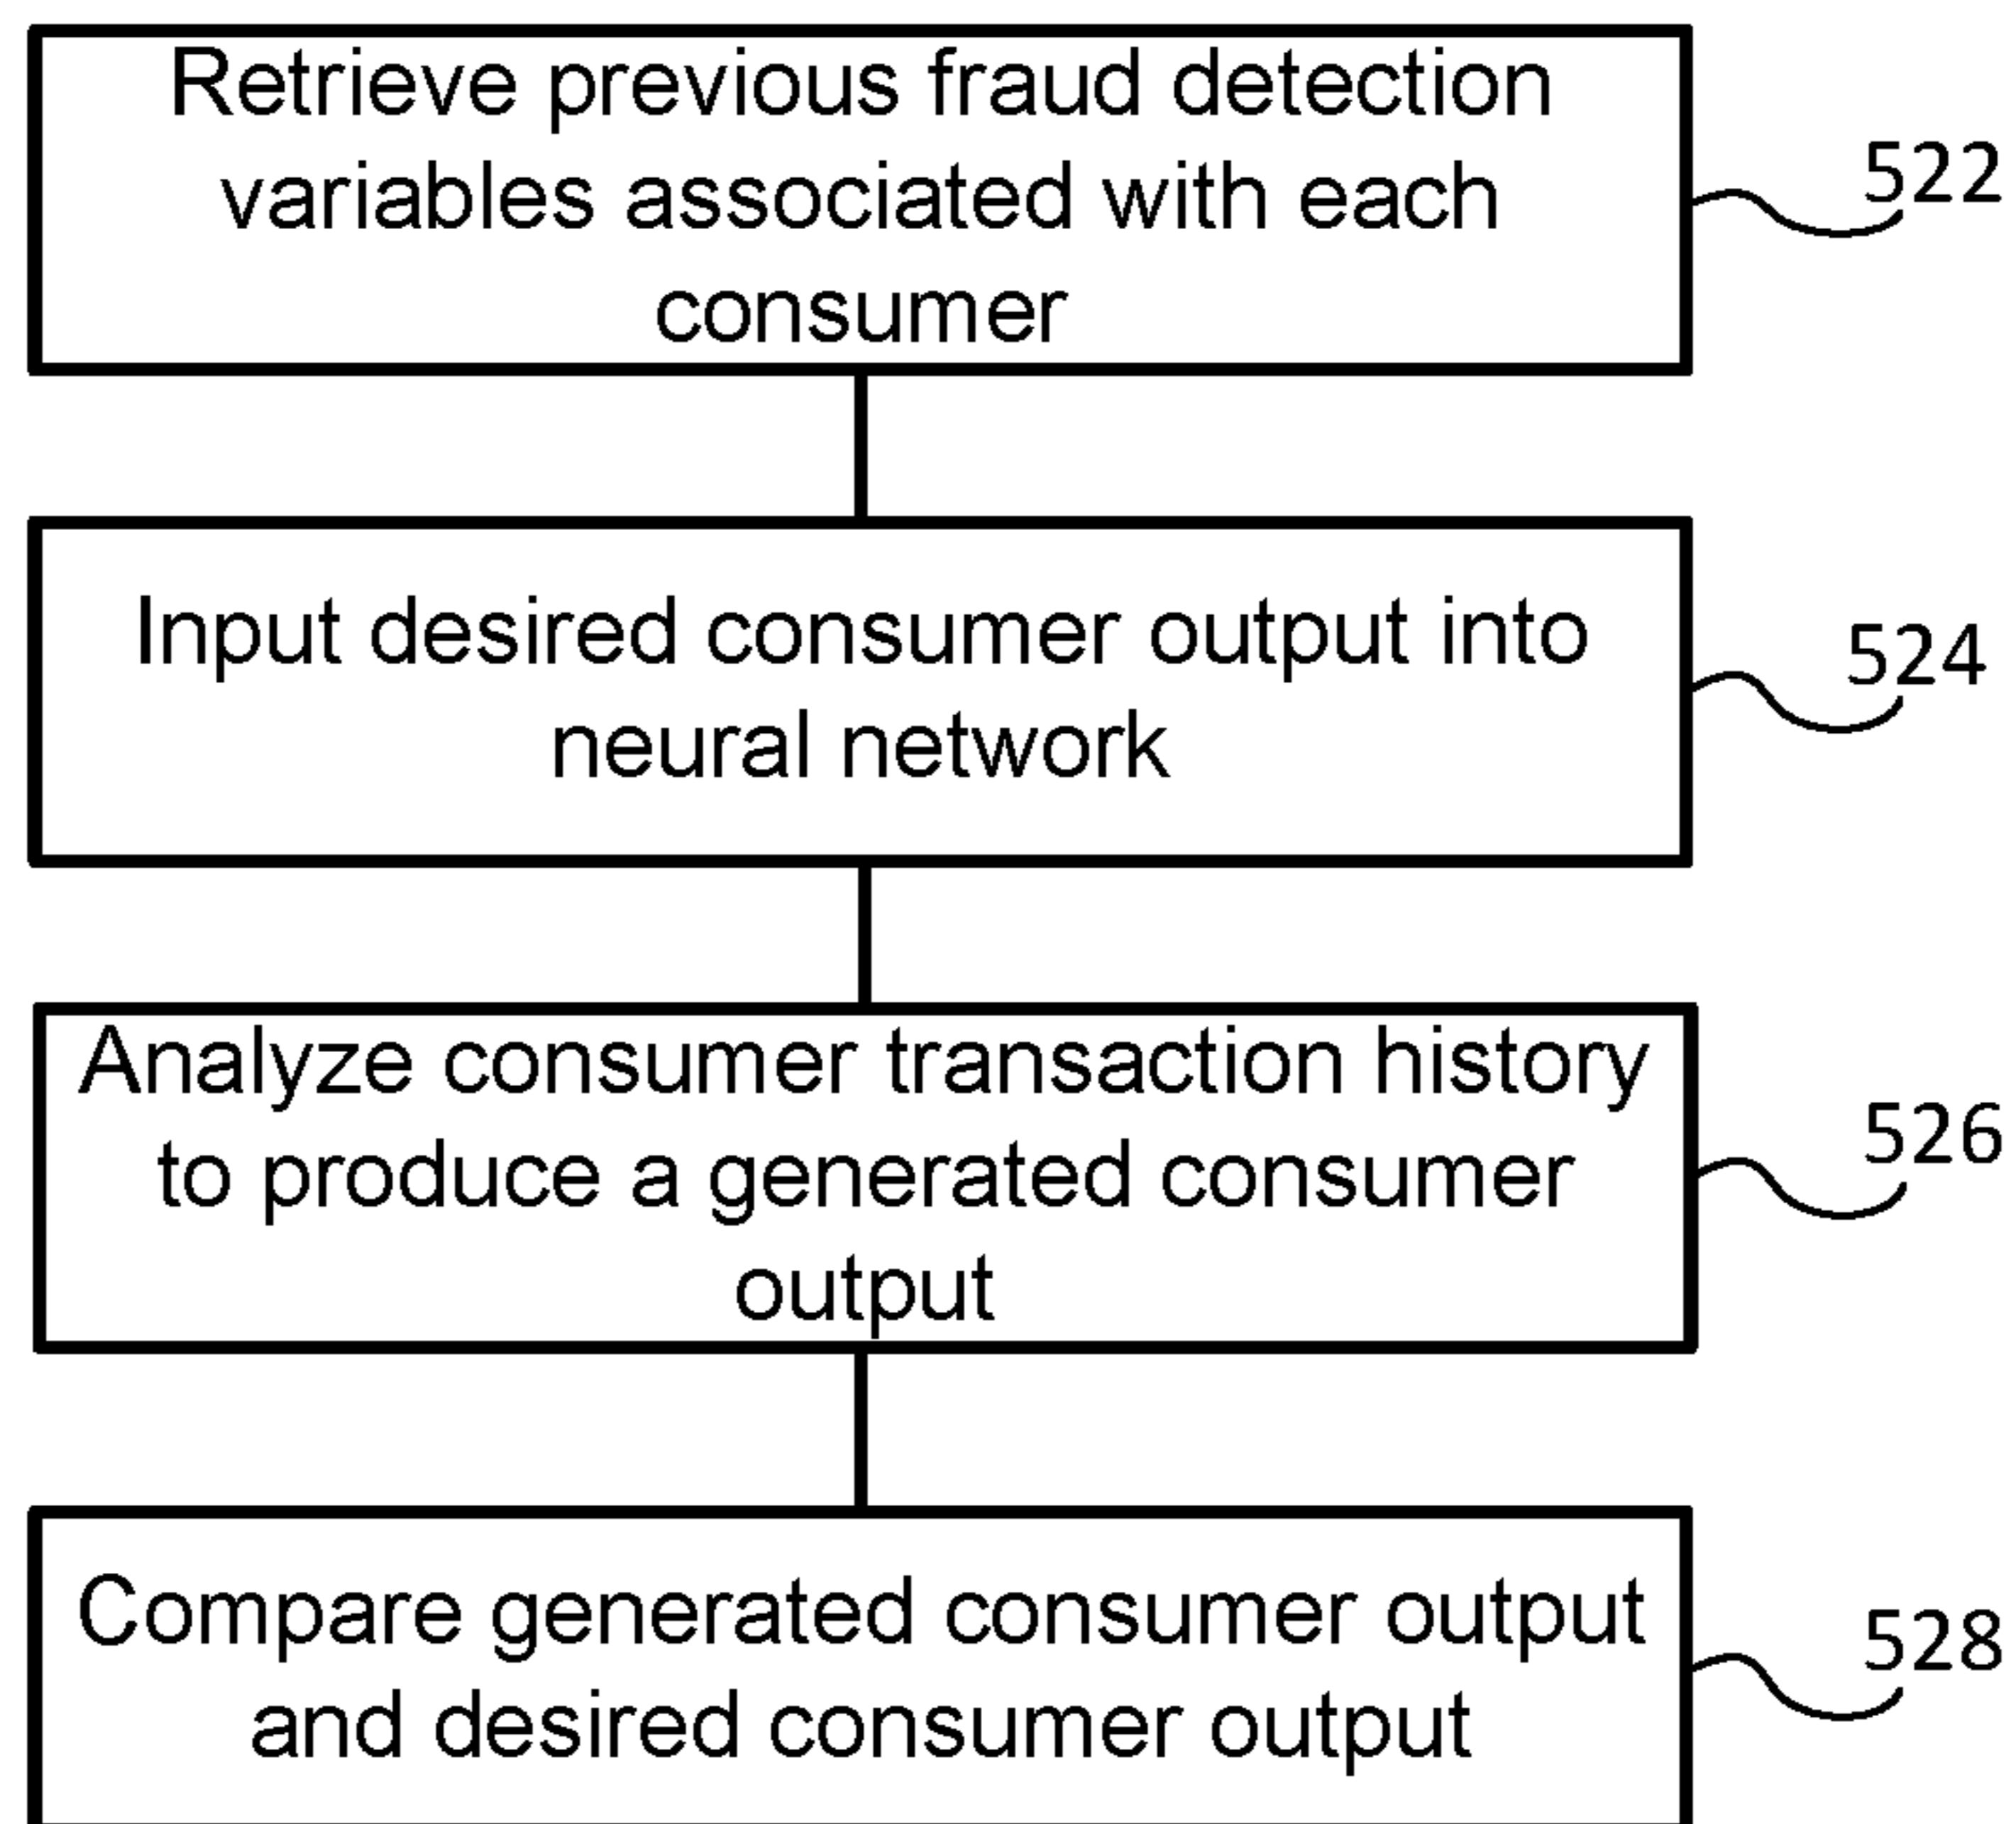 Retrieve previous fraud detection
variables associated with each
consumer
522
Input desired consumer output into
neural network
524
Analyze consumer transaction history
to produce a generated consumer
output
526
Compare generated consumer output
and desired consumer output
528